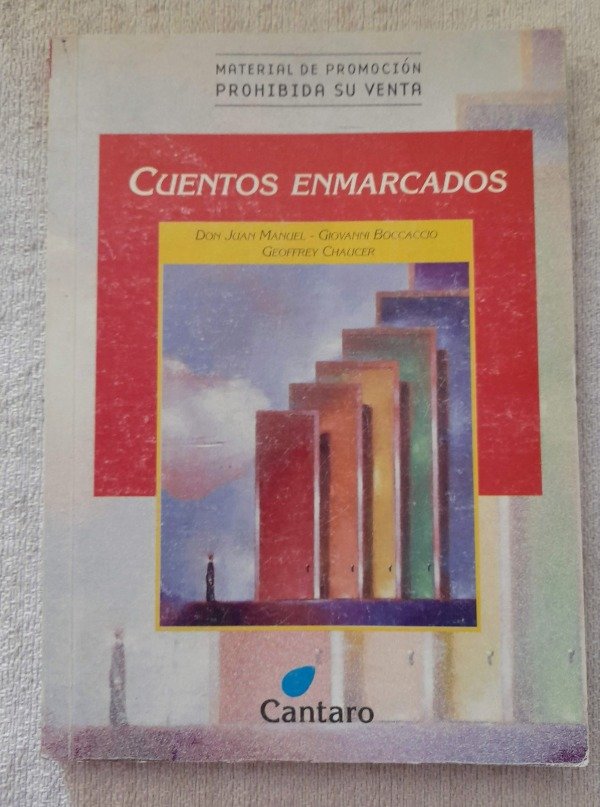 MATERIAL DE PROMOCIÓN
PROHIBIDA SU VENTA
CUENTOS ENMARCADOS
DON JUAN MANUEL - GIOVANNI BOCCACCIO
GEOFFREY CHAUCER
Cantaro